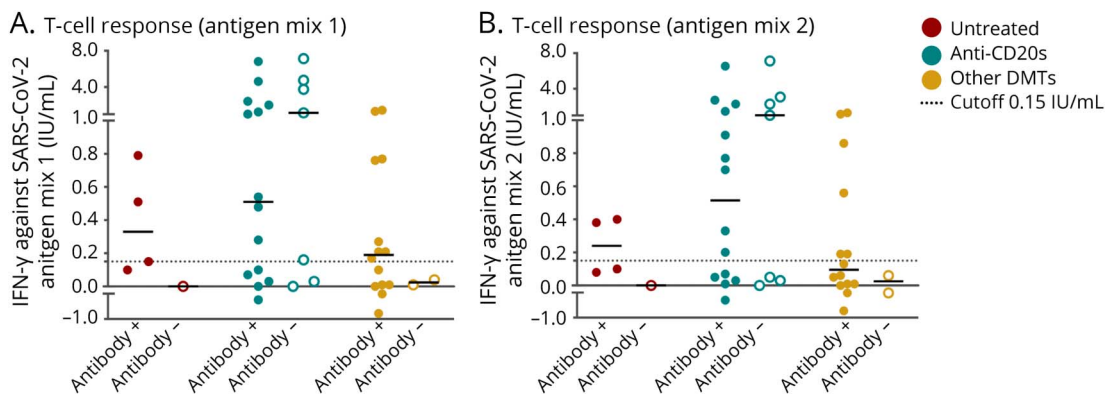 A. T-cell response (antigen mix 1)
IFN-γ against SARS-CoV-2
anitgen mix 1 (IU/mL)
8.0
4.0
1.0
0.8
0.6
0.4
0.2
0.0
–1.0
Antibody +
Antibody –
Antibody +
Antibody –
Antibody +
Antibody –
B. T-cell response (antigen mix 2)
IFN-γ against SARS-CoV-2
anitgen mix 2 (IU/mL)
8.0
4.0
1.0
0.8
0.6
0.4
0.2
0.0
–1.0
Antibody +
Antibody –
Antibody +
Antibody –
Antibody +
Antibody –
Untreated
Anti-CD20s
Other DMTs
Cutoff 0.15 IU/mL